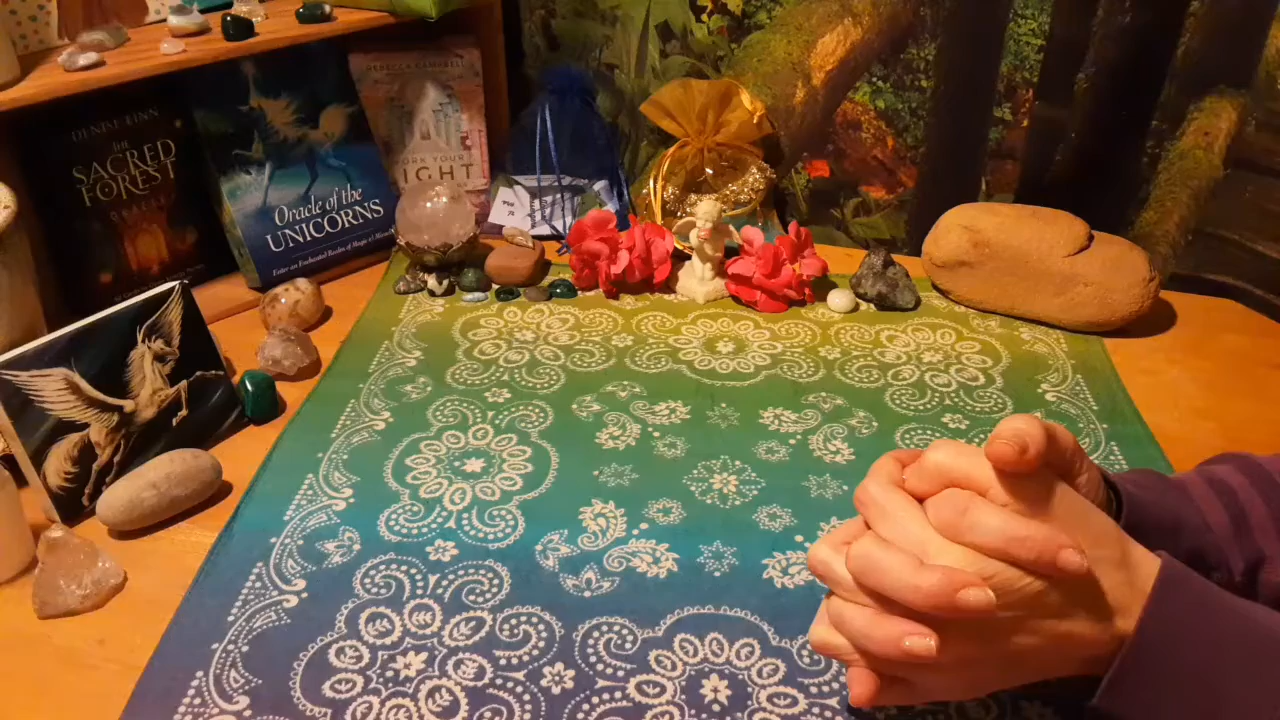 DENISE LINN
THE
SACRED
FOREST
ORACLE
Oracle of the
UNICORNS
Enter an Enchanted Realm of Magic & Miracles
REBECCA CAMPBELL
WORK YOUR
LIGHT